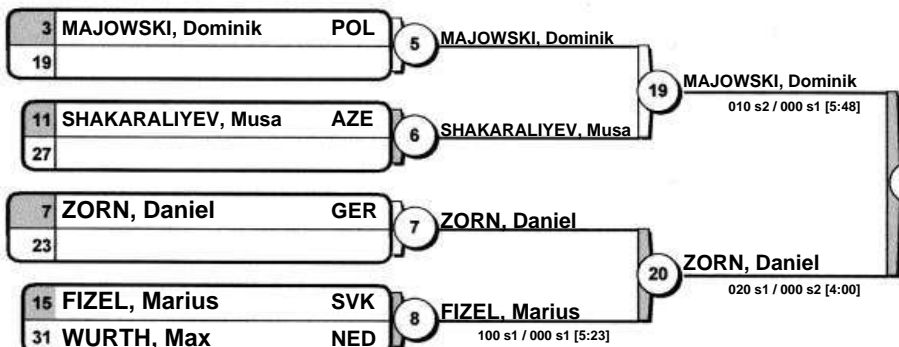 3 MAJOWSKI, Dominik POL
19
5
MAJOWSKI, Dominik
11 SHAKARALIYEV, Musa AZE
27
6
SHAKARALIYEV, Musa
19
MAJOWSKI, Dominik
010 s2 / 000 s1 [5:48]
7 ZORN, Daniel GER
23
7
ZORN, Daniel
15 FIZEL, Marius SVK
31 WURTH, Max NED
8
FIZEL, Marius
100 s1 / 000 s1 [5:23]
20
ZORN, Daniel
020 s1 / 000 s2 [4:00]